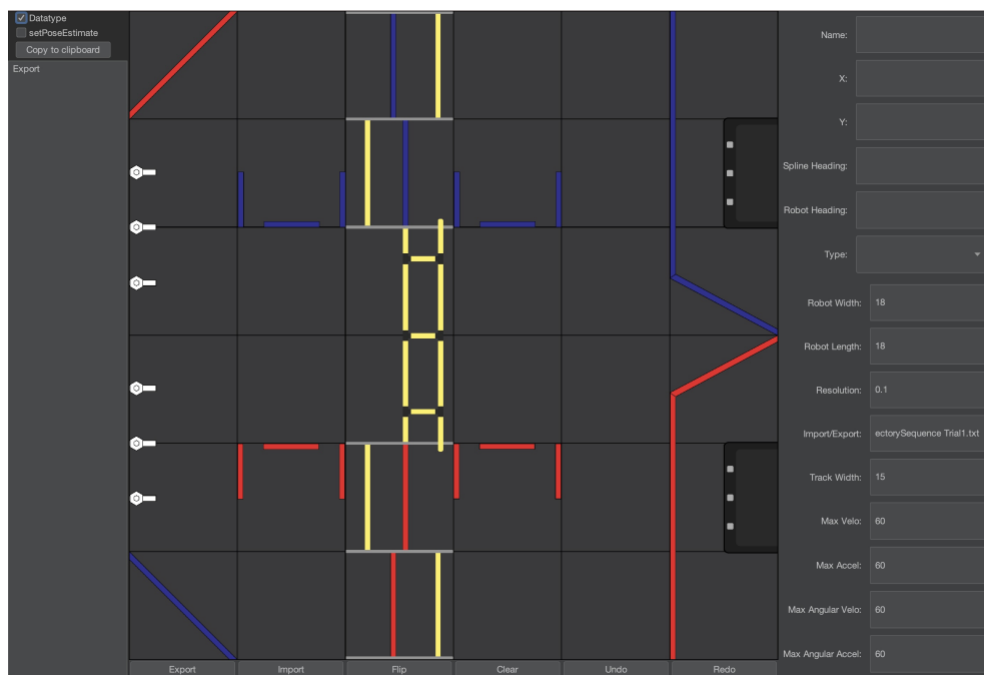 Datatype
setPoseEstimate
Copy to clipboard
Export
Name:
X:
Y:
Spline Heading:
Robot Heading:
Type:
Robot Width: 18
Robot Length: 18
Resolution: 0.1
Import/Export: ectorySequence Trial1.txt
Track Width: 15
Max Velo: 60
Max Accel: 60
Max Angular Velo: 60
Max Angular Accel: 60
Export Import Flip Clear Undo Redo